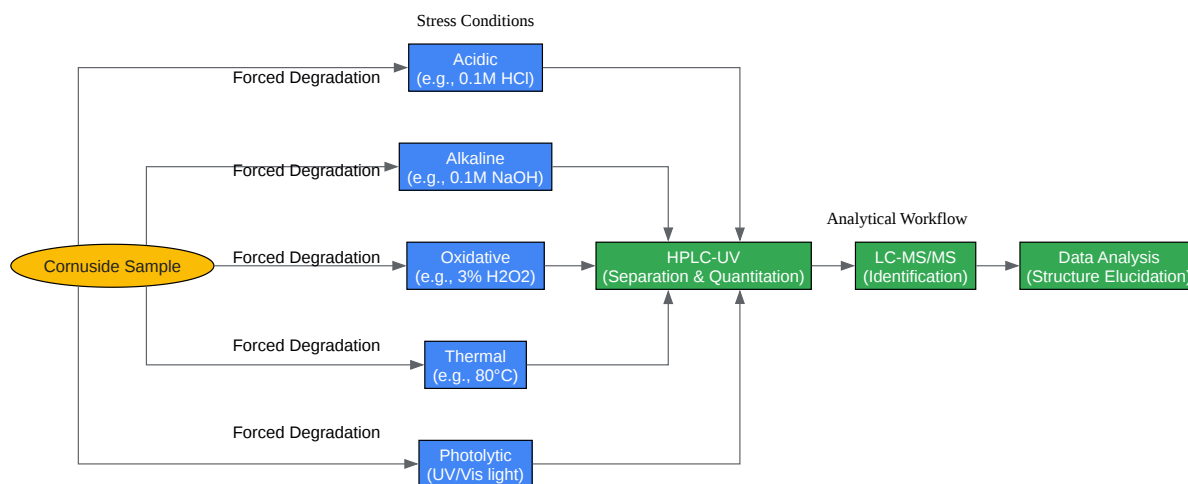 Stress Conditions
Acidic
(e.g., 0.1M HCl)
Forced Degradation
Alkaline
(e.g., 0.1M NaOH)
Forced Degradation
Analytical Workflow
Cornuside Sample
Forced Degradation
Oxidative
(e.g., 3% H2O2)
HPLC-UV
(Separation & Quantitation)
LC-MS/MS
(Identification)
Data Analysis
(Structure Elucidation)
Forced Degradation
Thermal
(e.g., 80°C)
Forced Degradation
Photolytic
(UV/Vis light)